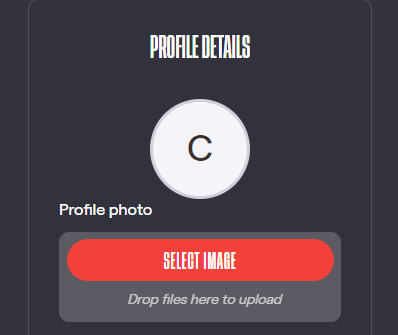 PROFILE DETAILS
C
Profile photo
SELECT IMAGE
Drop files here to upload